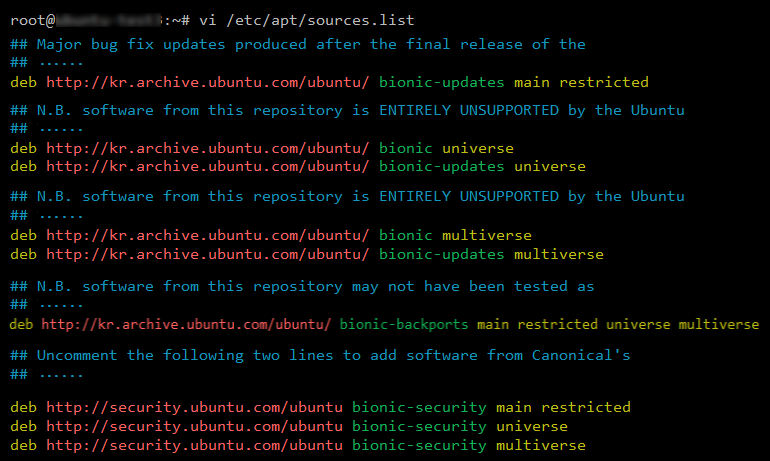 root@:~# vi /etc/apt/sources.list
## Major bug fix updates produced after the final release of the
## ······
deb http://kr.archive.ubuntu.com/ubuntu/ bionic-updates main restricted
## N.B. software from this repository is ENTIRELY UNSUPPORTED by the Ubuntu
## ······
deb http://kr.archive.ubuntu.com/ubuntu/ bionic universe
deb http://kr.archive.ubuntu.com/ubuntu/ bionic-updates universe
## N.B. software from this repository is ENTIRELY UNSUPPORTED by the Ubuntu
## ······
deb http://kr.archive.ubuntu.com/ubuntu/ bionic multiverse
deb http://kr.archive.ubuntu.com/ubuntu/ bionic-updates multiverse
## N.B. software from this repository may not have been tested as
## ······
deb http://kr.archive.ubuntu.com/ubuntu/ bionic-backports main restricted universe multiverse
## Uncomment the following two lines to add software from Canonical's
## ······
deb http://security.ubuntu.com/ubuntu bionic-security main restricted
deb http://security.ubuntu.com/ubuntu bionic-security universe
deb http://security.ubuntu.com/ubuntu bionic-security multiverse